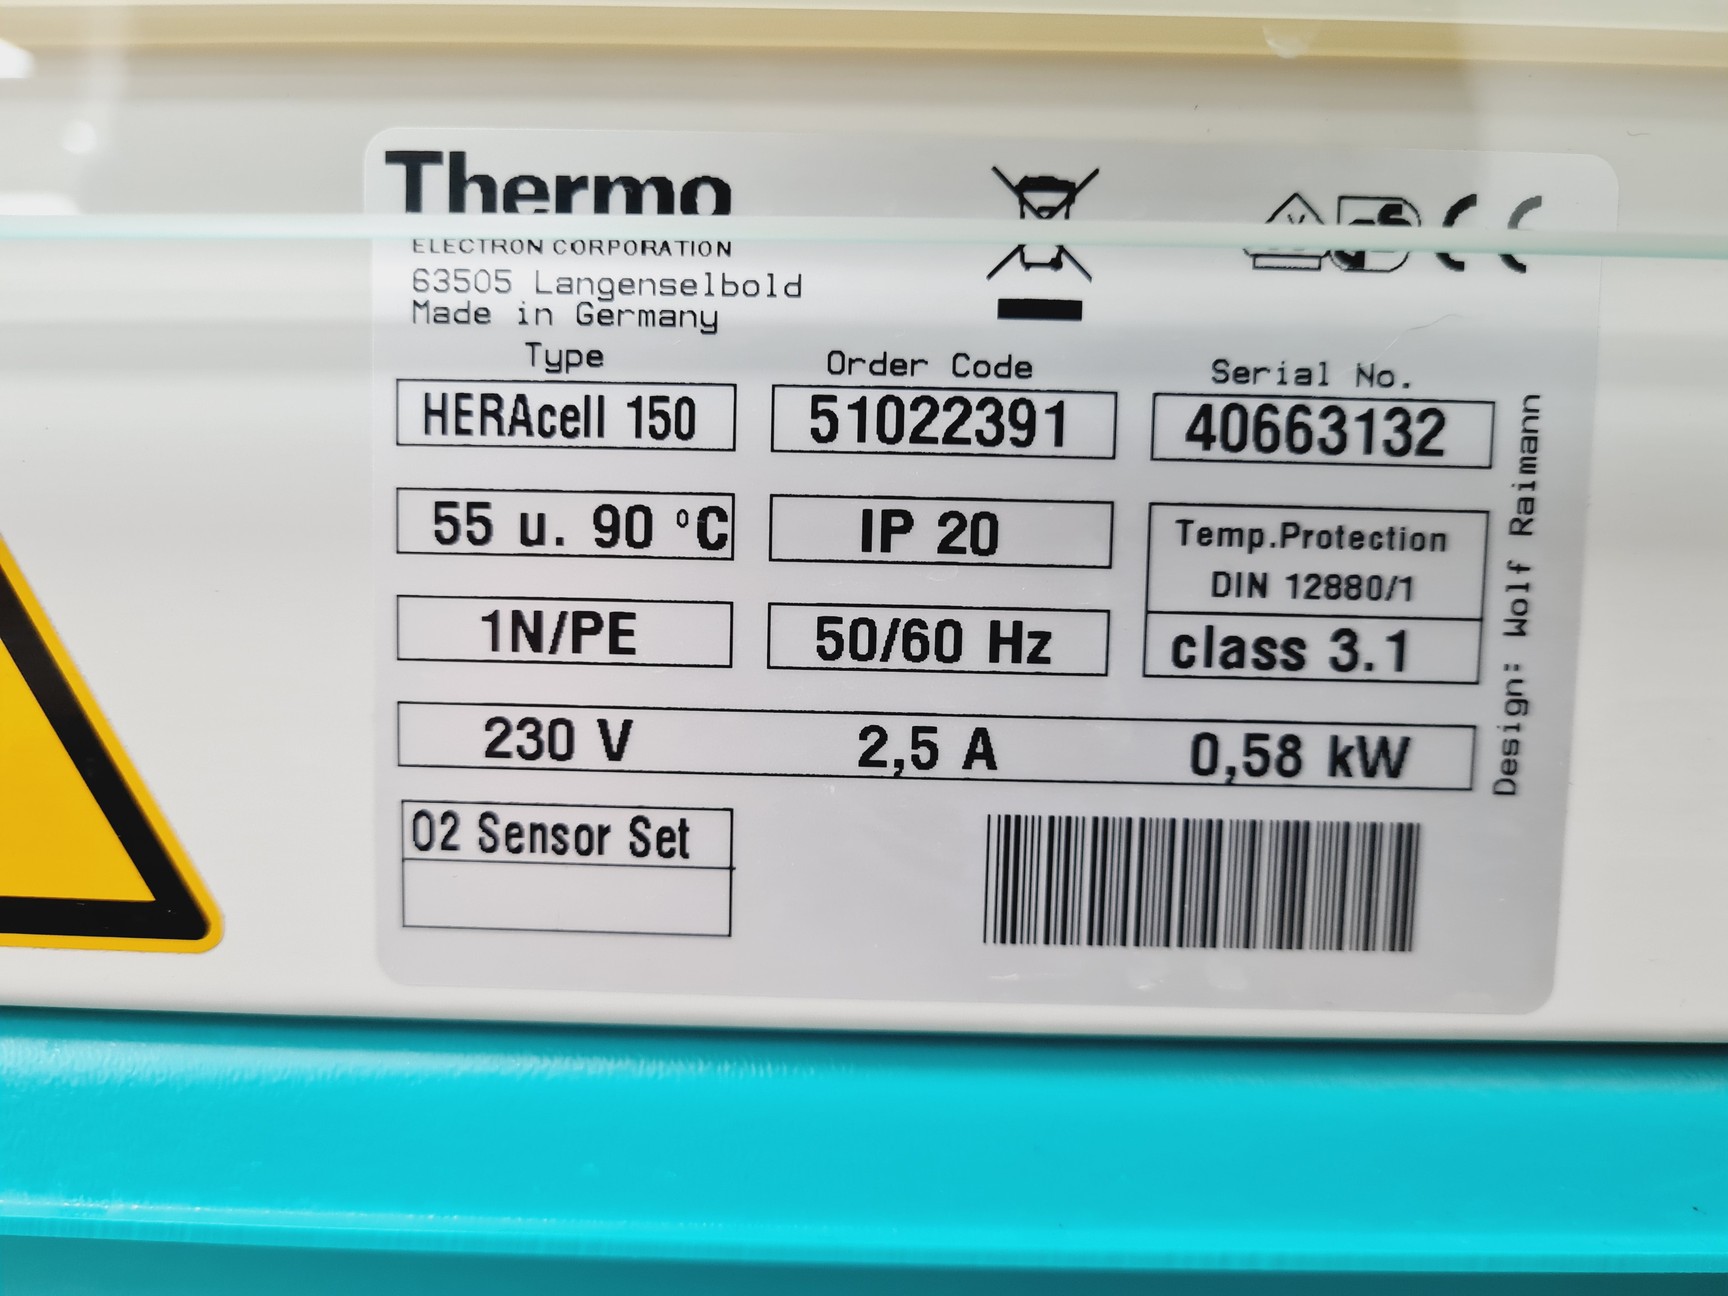 Thermo
ELECTRON CORPORATION
63505 Langenselbold
Made in Germany
Type
Order Code
Serial No.
HERAcell 150
51022391
40663132
55 u. 90 °C
IP 20
Temp.Protection
DIN 12880/1
class 3.1
1N/PE
50/60 Hz
230 V 2,5 A 0,58 kW
O2 Sensor Set
Design: Wolf Raimann
CE